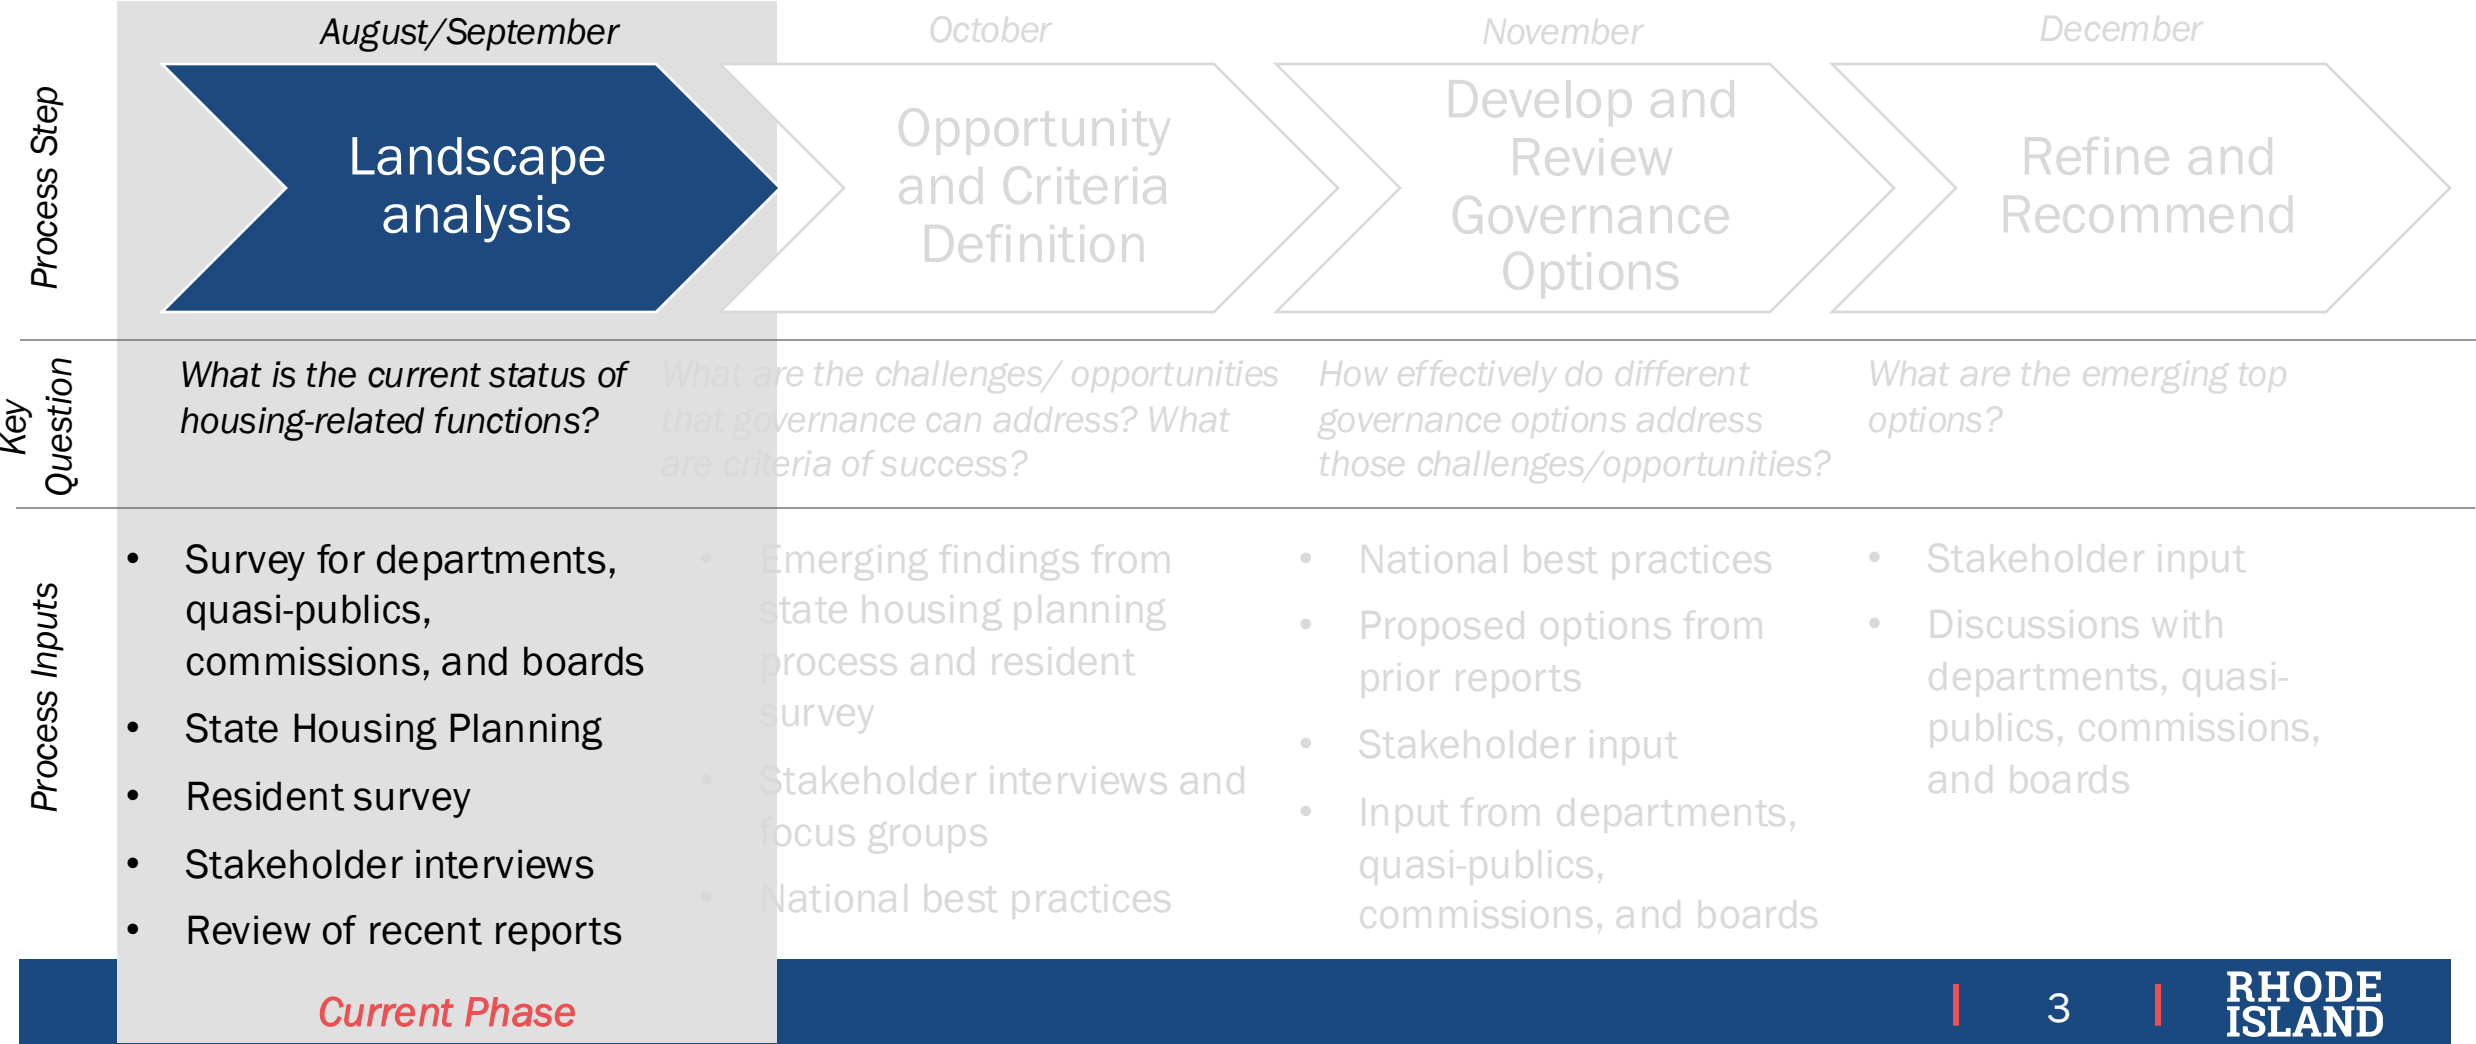 August/September
October
November
December
Process Step
Landscape
analysis
Opportunity
and Criteria
Definition
Develop and
Review
Governance
Options
Refine and
Recommend
Key
Question
What is the current status of
housing-related functions?
What are the challenges/ opportunities
that governance can address? What
are criteria of success?
How effectively do different
governance options address
those challenges/opportunities?
What are the emerging top
options?
Process Inputs
• Survey for departments,
quasi-publics,
commissions, and boards
• State Housing Planning
• Resident survey
• Stakeholder interviews
• Review of recent reports
• Emerging findings from
state housing planning
process and resident
survey
• Stakeholder interviews and
focus groups
• National best practices
• National best practices
• Proposed options from
prior reports
• Stakeholder input
• Input from departments,
quasi-publics,
commissions, and boards
• Stakeholder input
• Discussions with
departments, quasi-
publics, commissions,
and boards
Current Phase
3
RHODE
ISLAND